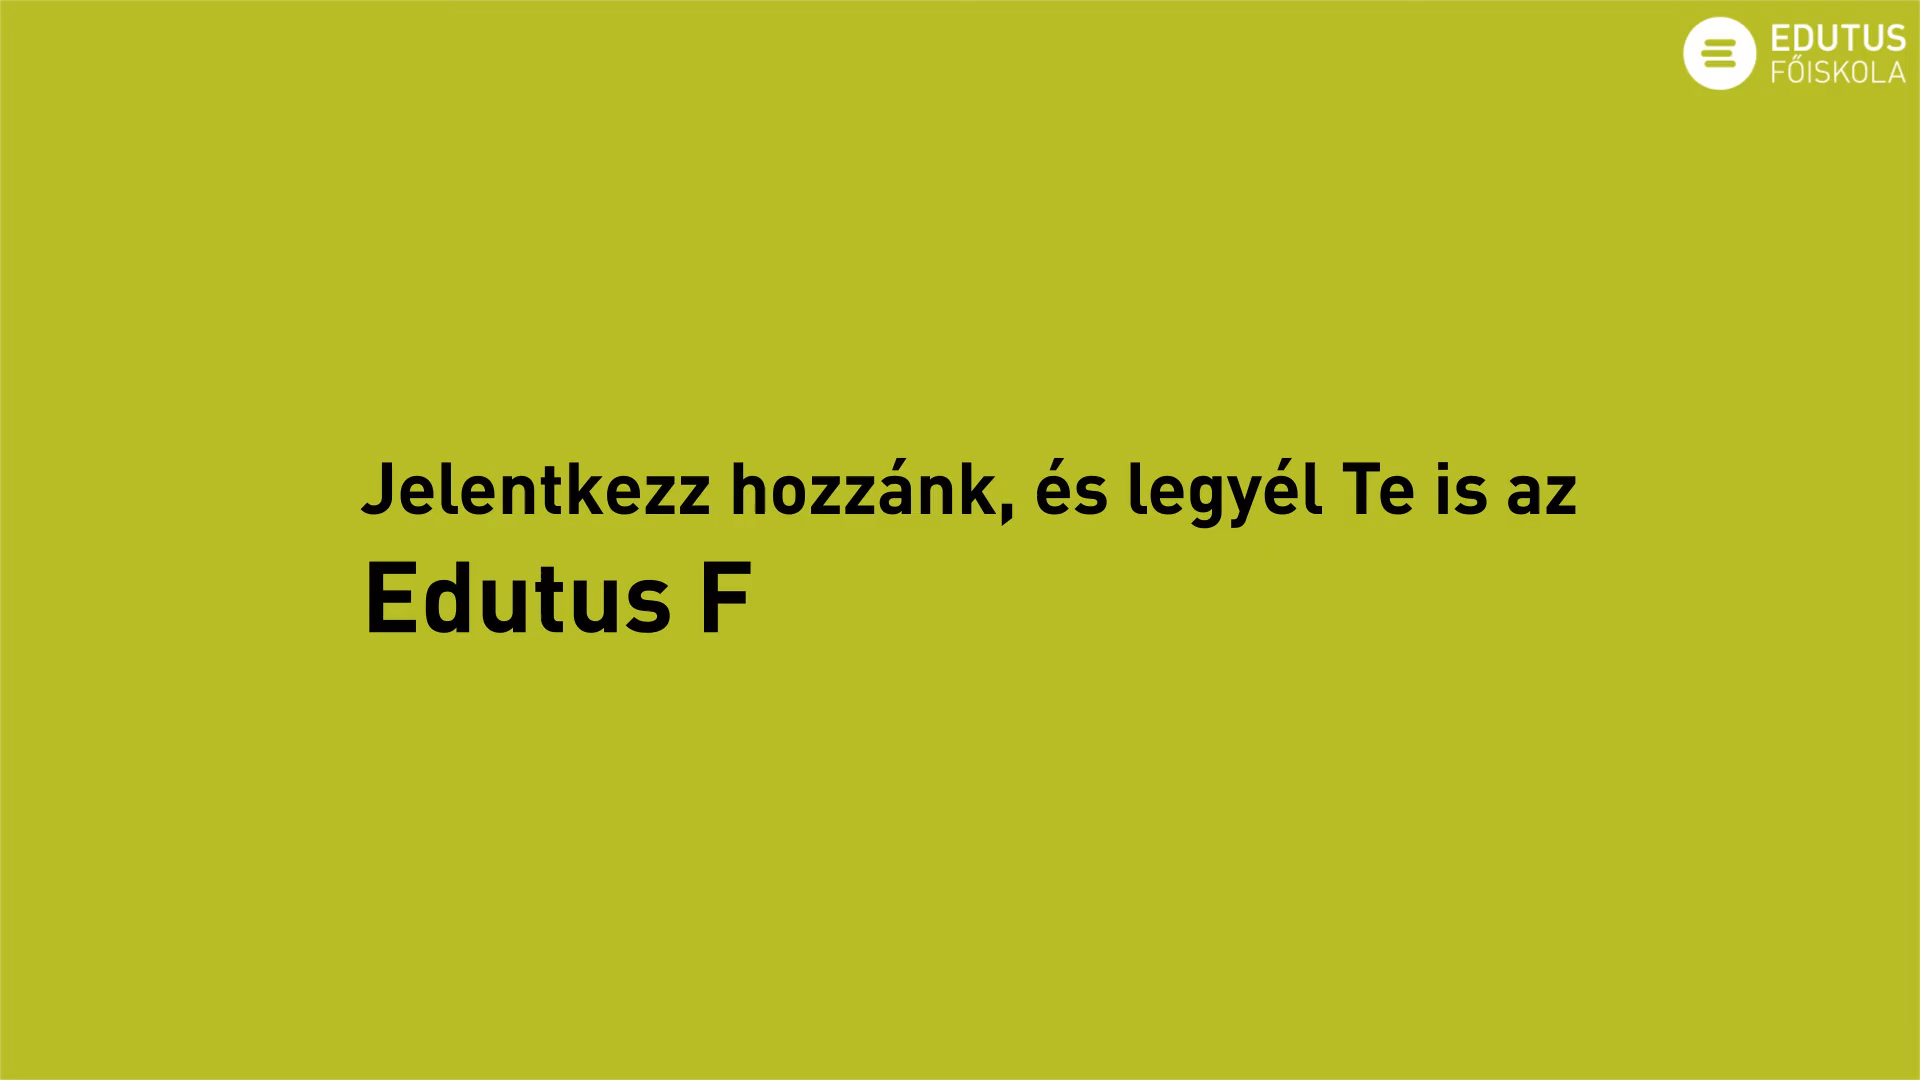 EDUTUS
FŐISKOLA
Jelentkezz hozzánk, és legyél Te is az
Edutus F